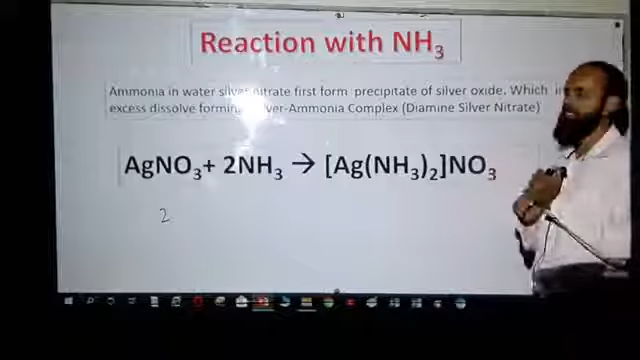 Reaction with NH3
Ammonia in water silver nitrate first form precipitate of silver oxide. Which in
excess dissolve forming Silver-Ammonia Complex (Diamine Silver Nitrate)
AgNO3+ 2NH3 → [Ag(NH3)2]NO3
2